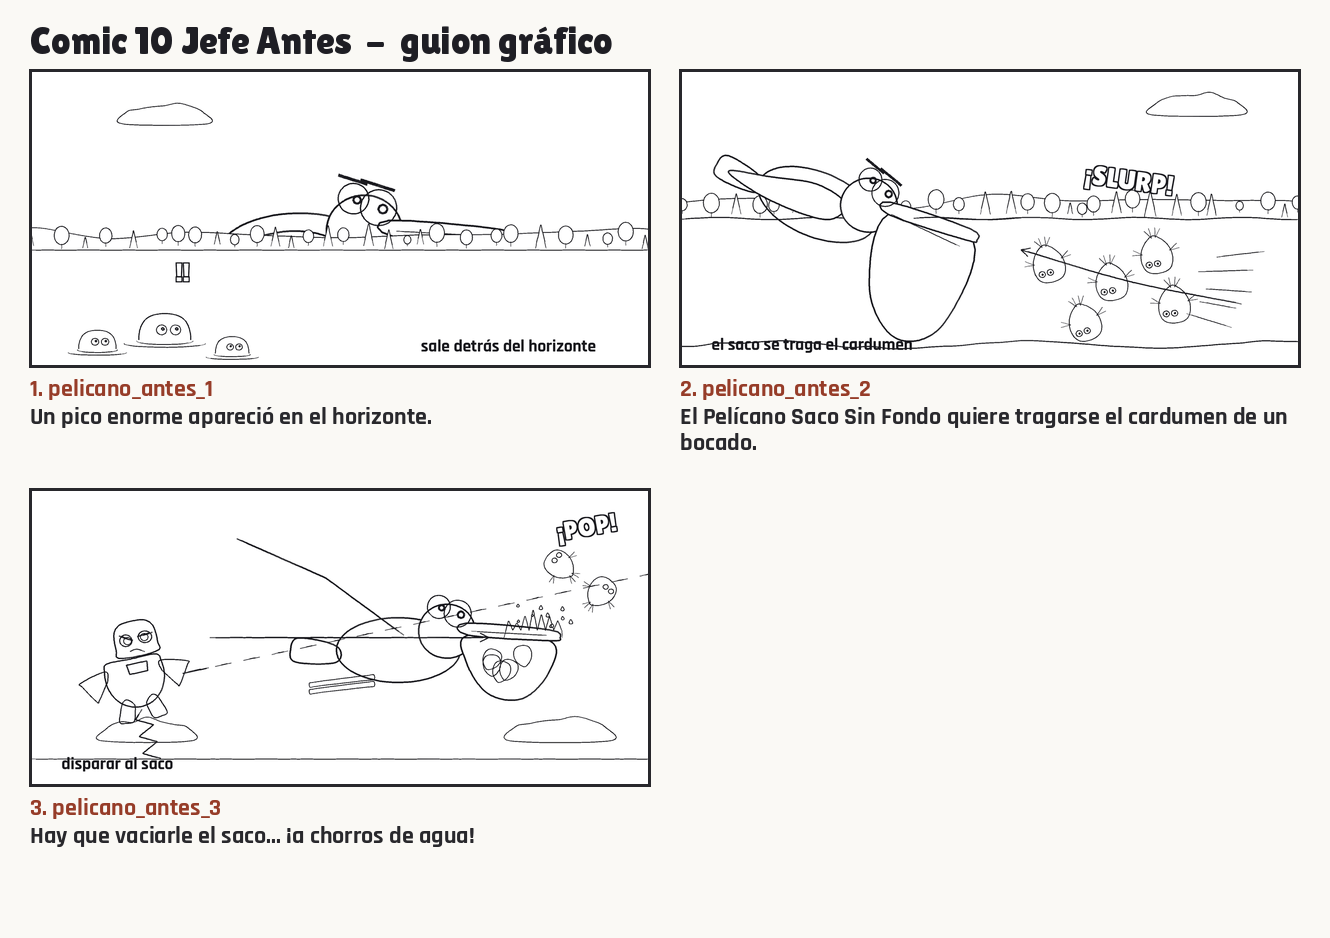 Comic 10 Jefe Antes – guion gráfico
!!
sale detrás del horizonte
1. pelicano_antes_1
Un pico enorme apareció en el horizonte.
¡SLURP!
el saco se traga el cardumen
2. pelicano_antes_2
El Pelícano Saco Sin Fondo quiere tragarse el cardumen de un
bocado.
¡POP!
disparar al saco
3. pelicano_antes_3
Hay que vaciarle el saco... ¡a chorros de agua!